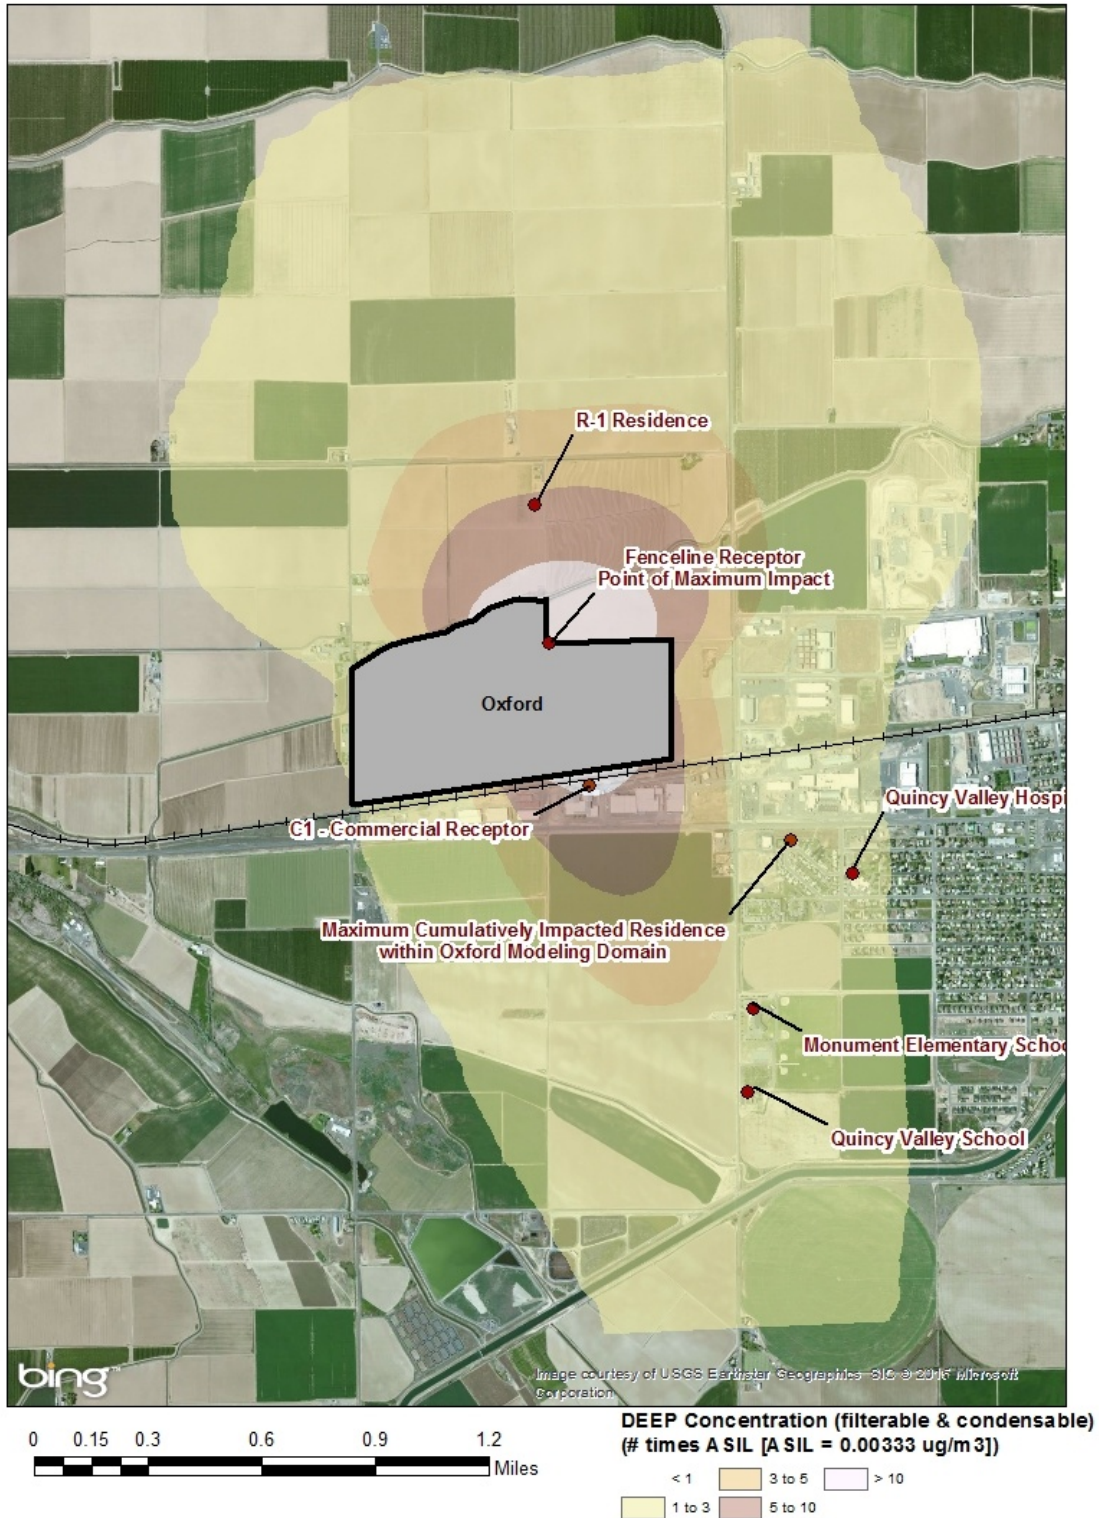 R-1 Residence
Fenceline Receptor
Point of Maximum Impact
Oxford
Quincy Valley Hospi
C1 - Commercial Receptor
Maximum Cumulatively Impacted Residence
within Oxford Modeling Domain
Monument Elementary Schoo
Quincy Valley School
bing
Image courtesy of USGS Earthstar Geographics SIO © 2016 Microsoft
Corporation
0 0.15 0.3 0.6 0.9 1.2
Miles
DEEP Concentration (filterable & condensable)
(# times ASIL [ASIL = 0.00333 ug/m3])
< 1 3 to 5 > 10
1 to 3 5 to 10